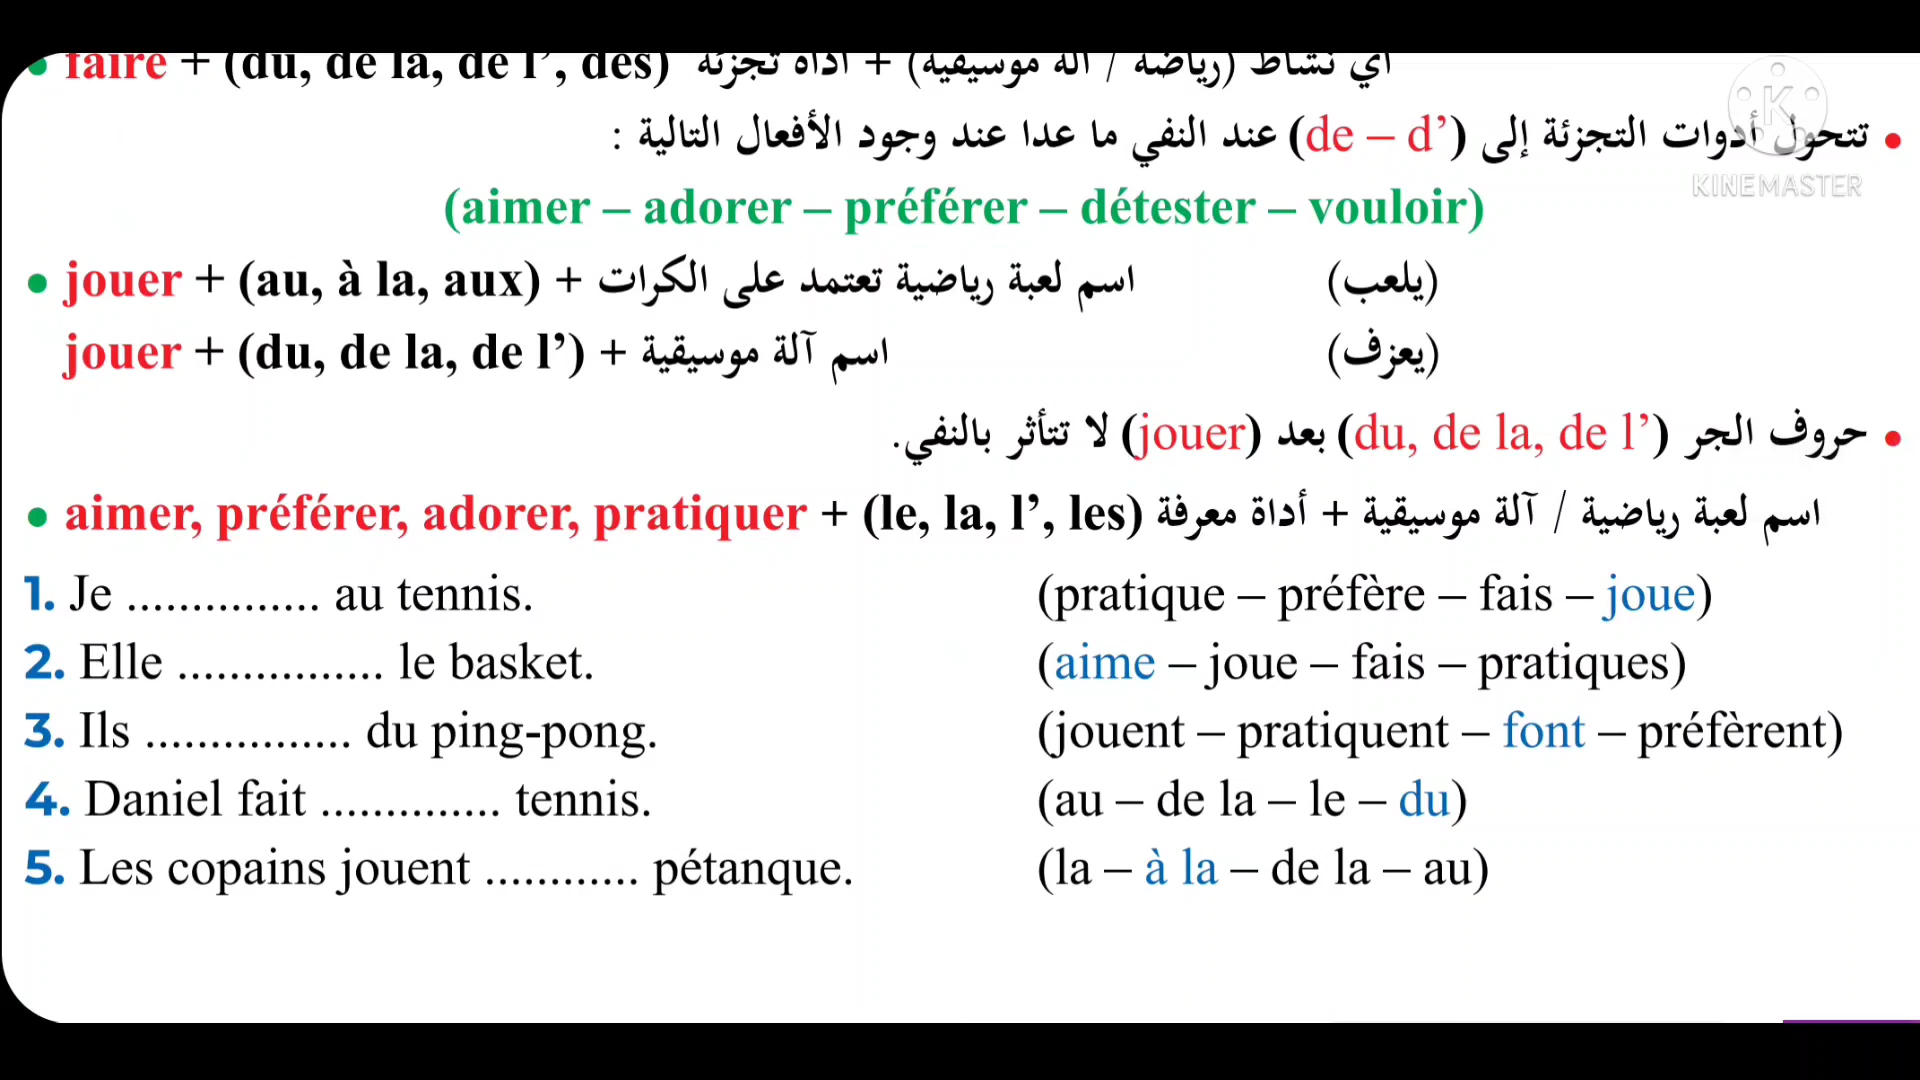 • faire + (du, de la, de l’, des) أي نشاط (رياضة / آلة موسيقية) + أداة تجزئة
• تتحول أدوات التجزئة إلى (de – d’) عند النفي ما عدا عند وجود الأفعال التالية :
KINEMASTER
(aimer – adorer – préférer – détester – vouloir)
• jouer + (au, à la, aux) + اسم لعبة رياضية تعتمد على الكرات (يلعب)
jouer + (du, de la, de l’) + اسم آلة موسيقية (يعزف)
• حروف الجر (du, de la, de l’) بعد (jouer) لا تتأثر بالنفي.
• aimer, préférer, adorer, pratiquer + (le, la, l’, les) اسم لعبة رياضية / آلة موسيقية + أداة معرفة
1. Je ............... au tennis. (pratique – préfère – fais – joue)
2. Elle ................ le basket. (aime – joue – fais – pratiques)
3. Ils ................ du ping-pong. (jouent – pratiquent – font – préfèrent)
4. Daniel fait .............. tennis. (au – de la – le – du)
5. Les copains jouent ............ pétanque. (la – à la – de la – au)